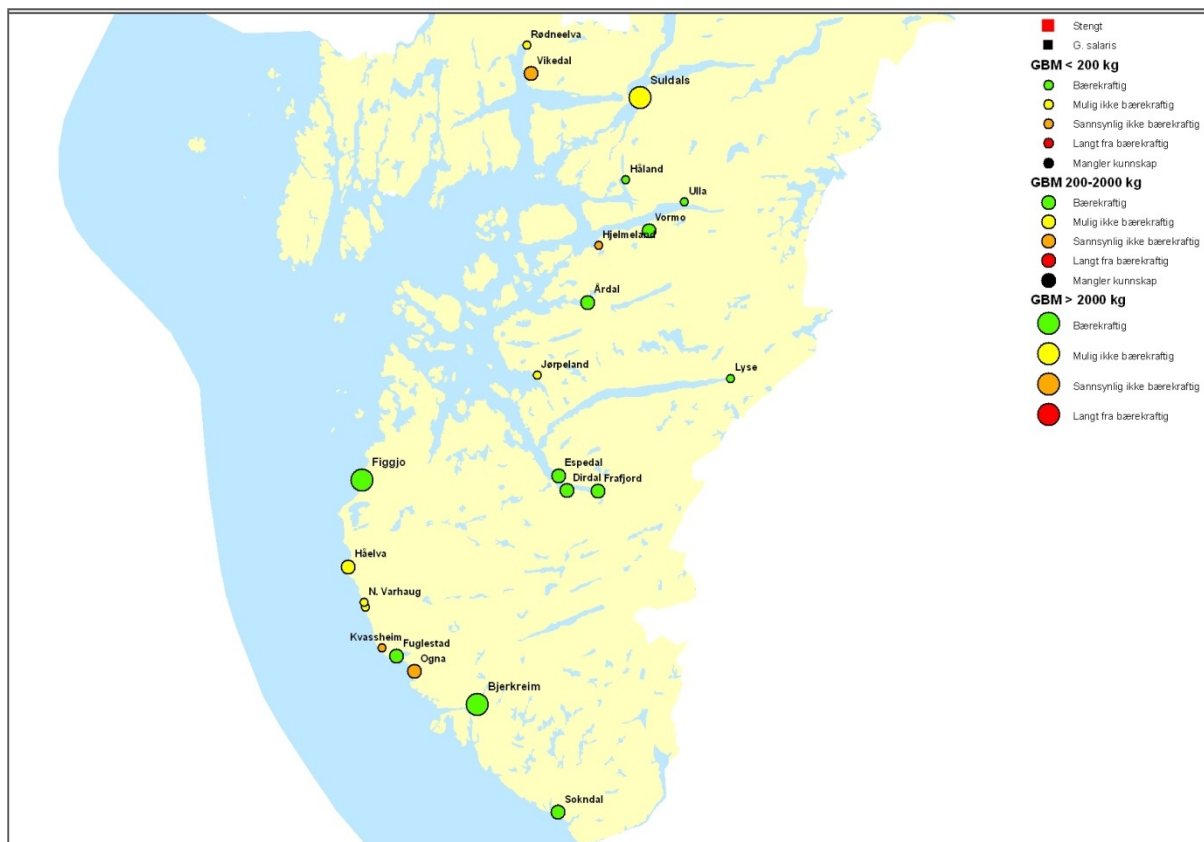 Rødneelva
Vikedal
Suldals
Håland
Ulla
Vormo
Hjelmeland
Årdal
Jørpeland
Lyse
Figgjo
Espedal
Dirdal
Frafjord
Håelva
N. Varhaug
Kvassheim
Fuglestad
Ogna
Bjerkreim
Sokndal
Stengt
G. salaris
GBM < 200 kg
Bærekraftig
Mulig ikke bærekraftig
Sannsynlig ikke bærekraftig
Langt fra bærekraftig
Mangler kunnskap
GBM 200-2000 kg
Bærekraftig
Mulig ikke bærekraftig
Sannsynlig ikke bærekraftig
Langt fra bærekraftig
Mangler kunnskap
GBM > 2000 kg
Bærekraftig
Mulig ikke bærekraftig
Sannsynlig ikke bærekraftig
Langt fra bærekraftig